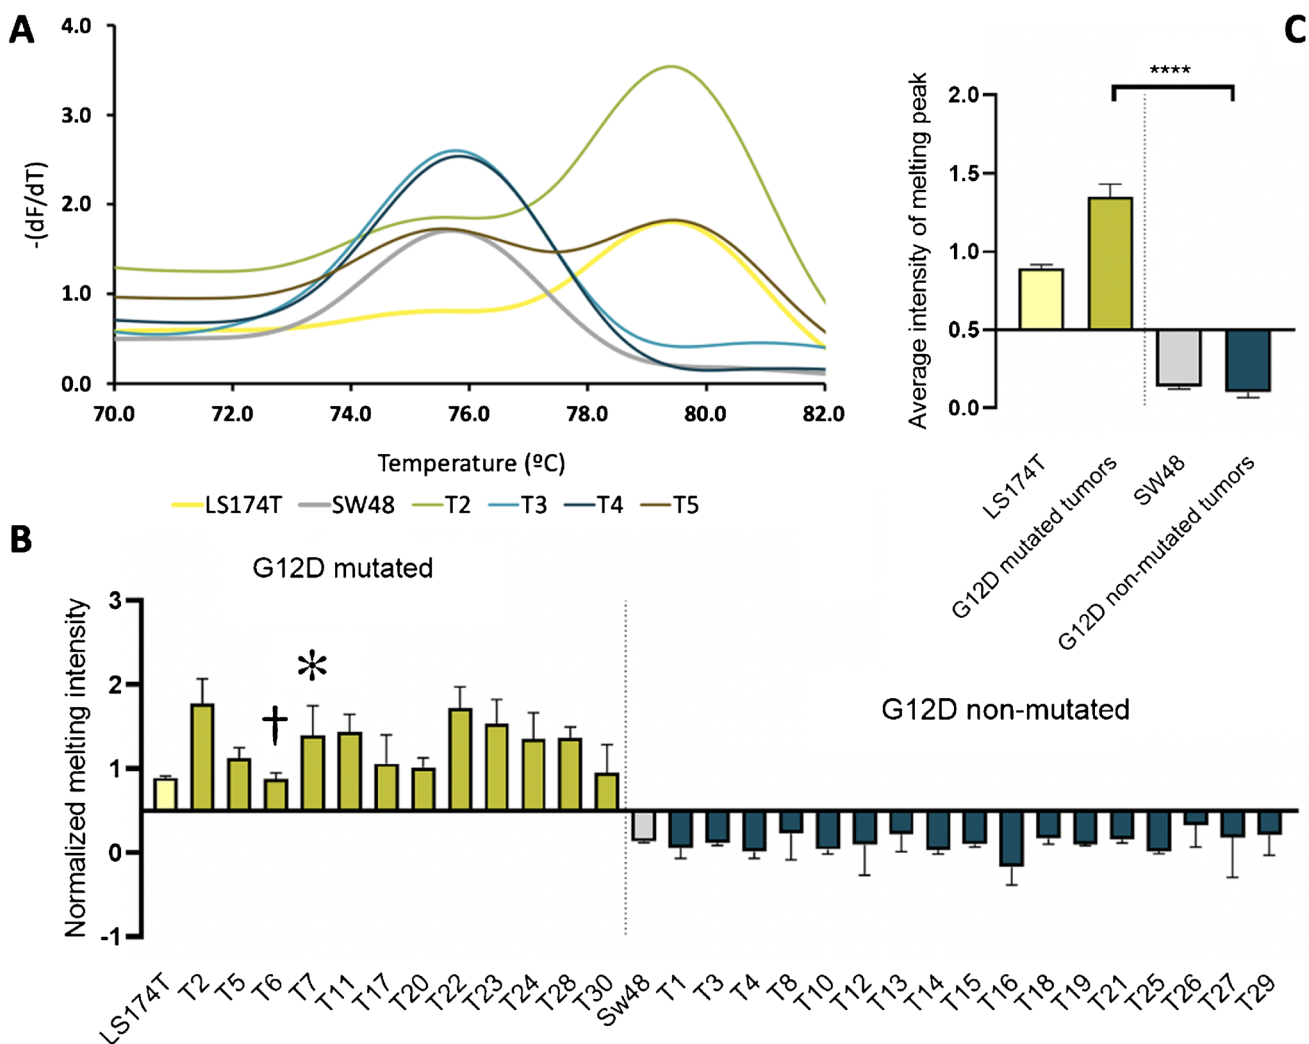 A
4.0
3.0
2.0
1.0
0.0
-(dF/dT)
70.0 72.0 74.0 76.0 78.0 80.0 82.0
Temperature (ºC)
LS174T SW48 T2 T3 T4 T5
C
****
2.0
1.5
1.0
0.5
0.0
Average intensity of melting peak
LS174T
G12D mutated tumors
SW48
G12D non-mutated tumors
B
G12D mutated
G12D non-mutated
3
2
1
0
-1
Normalized melting intensity
†
*
LS174T T2 T5 T6 T7 T11 T17 T20 T22 T23 T24 T28 T30 Sw48 T1 T3 T4 T8 T10 T12 T13 T14 T15 T16 T18 T19 T21 T25 T26 T27 T29